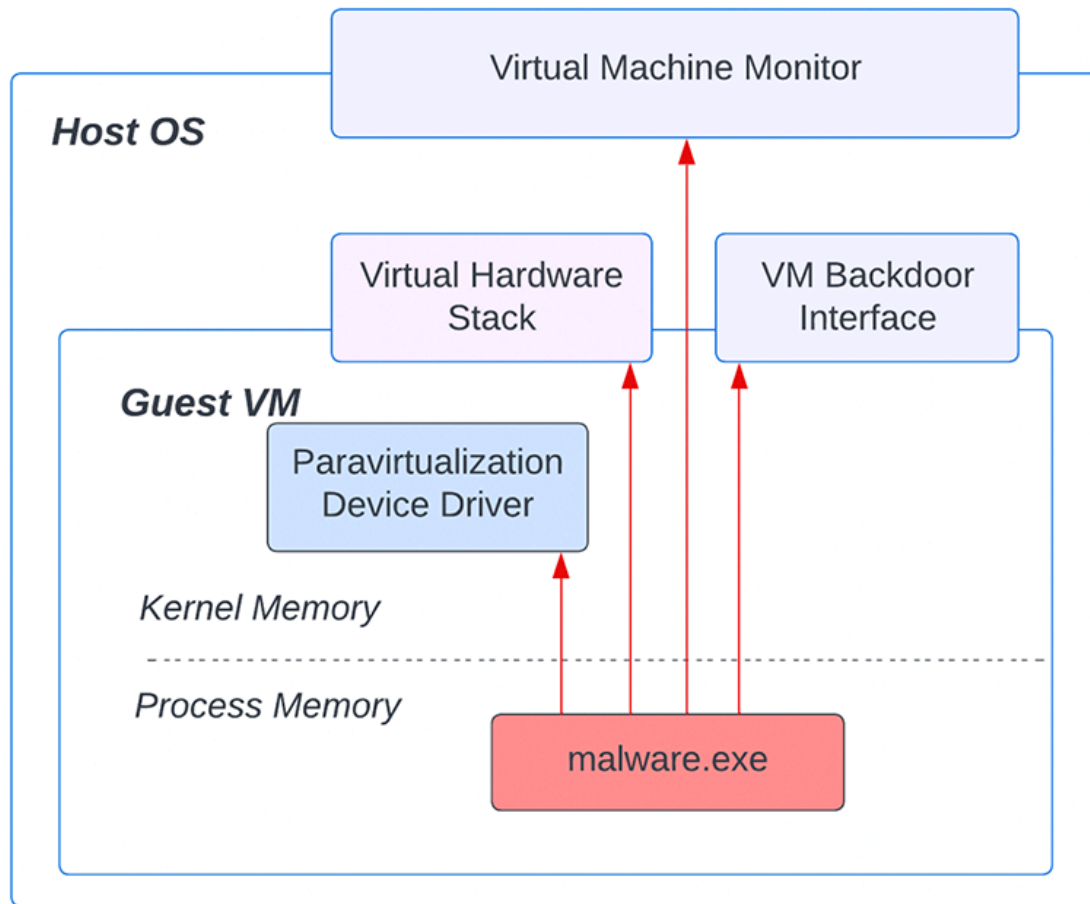 Virtual Machine Monitor
Host OS
Virtual Hardware
Stack
VM Backdoor
Interface
Guest VM
Paravirtualization
Device Driver
Kernel Memory
Process Memory
malware.exe